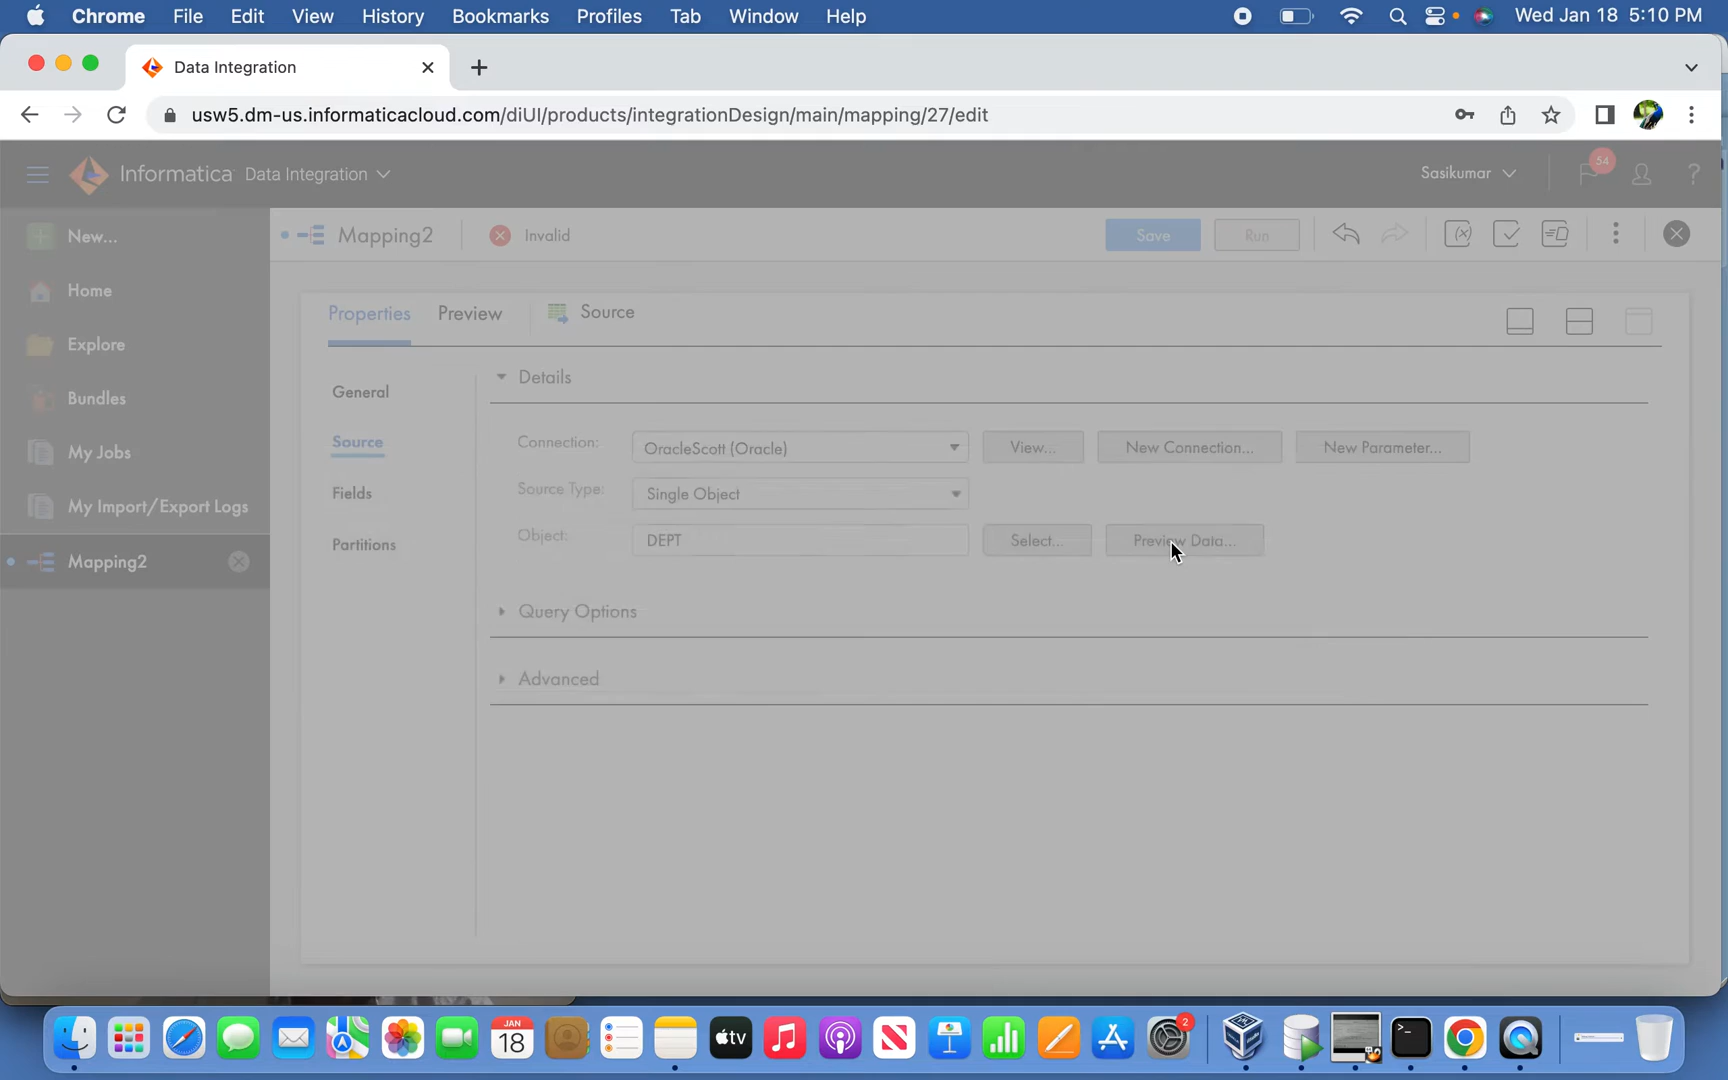 Chrome File Edit View History Bookmarks Profiles Tab Window Help Wed Jan 18 5:10 PM
Data Integration
usw5.dm-us.informaticacloud.com/diUI/products/integrationDesign/main/mapping/27/edit
Informatica Data Integration Sasikumar 54 ?
New... Mapping2 Invalid Save Run
Home
Properties Preview Source
Explore
Details
General
Bundles
Connection: OracleScott (Oracle) View... New Connection... New Parameter...
Source
My Jobs
Source Type: Single Object
Fields
My Import/Export Logs
Object: DEPT Select... Preview Data...
Partitions
Mapping2
Query Options
Advanced
JAN
18
tv
2